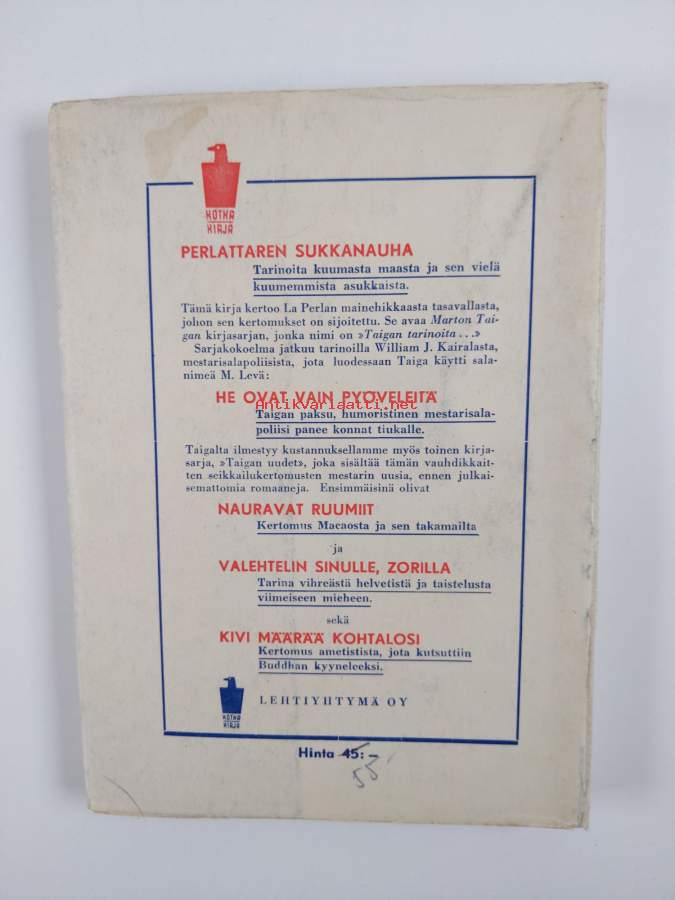 KOTKA
KIRJA
PERLATTAREN SUKKANAUHA
Tarinoita kuumasta maasta ja sen vielä
kuumemmista asukkaista.
Tämä kirja kertoo La Perlan mainehikkaasta tasavallasta,
johon sen kertomukset on sijoitettu. Se avaa Marton Tai-
gan kirjasarjan, jonka nimi on »Taigan tarinoita...»
Sarjakokoelma jatkuu tarinoilla William J. Kairalasta,
mestarisalapoliisista, jota luodessaan Taiga käytti sala-
nimeä M. Levä:
HE OVAT VAIN PYÖVELEITÄ
Antikvariaatti.net
Taigan paksu, humoristinen mestarisala-
poliisi panee konnat tiukalle.
Taigalta ilmestyy kustannuksellamme myös toinen kirja-
sarja, »Taigan uudet», joka sisältää tämän vauhdikkait-
ten seikkailukertomusten mestarin uusia, ennen julkai-
semattomia romaaneja. Ensimmäisinä olivat
NAURAVAT RUUMIIT
Kertomus Macaosta ja sen takamailta
ja
VALEHTELIN SINULLE, ZORILLA
Tarina vihreästä helvetistä ja taistelusta
viimeiseen mieheen.
sekä
KIVI MÄÄRÄÄ KOHTALOSI
Kertomus ametistista, jota kutsuttiin
Buddhan kyyneleeksi.
KOTKA
KIRJA
LEHTIYHTYMÄ OY
Hinta 45:-
55